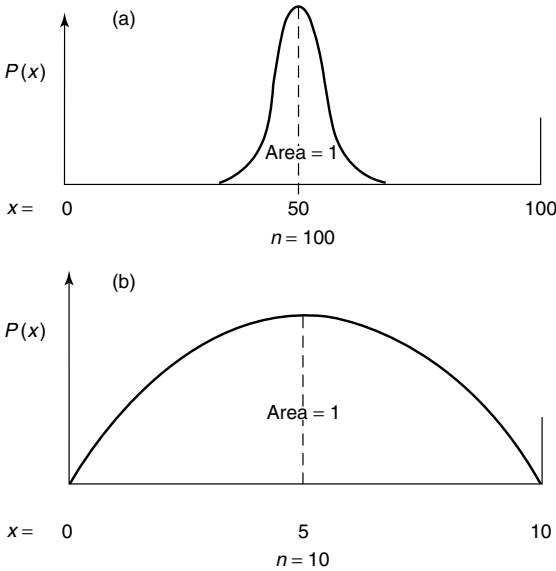 (a)
P(x)
Area = 1
x = 0 50 100
n = 100
(b)
P(x)
Area = 1
x = 0 5 10
n = 10